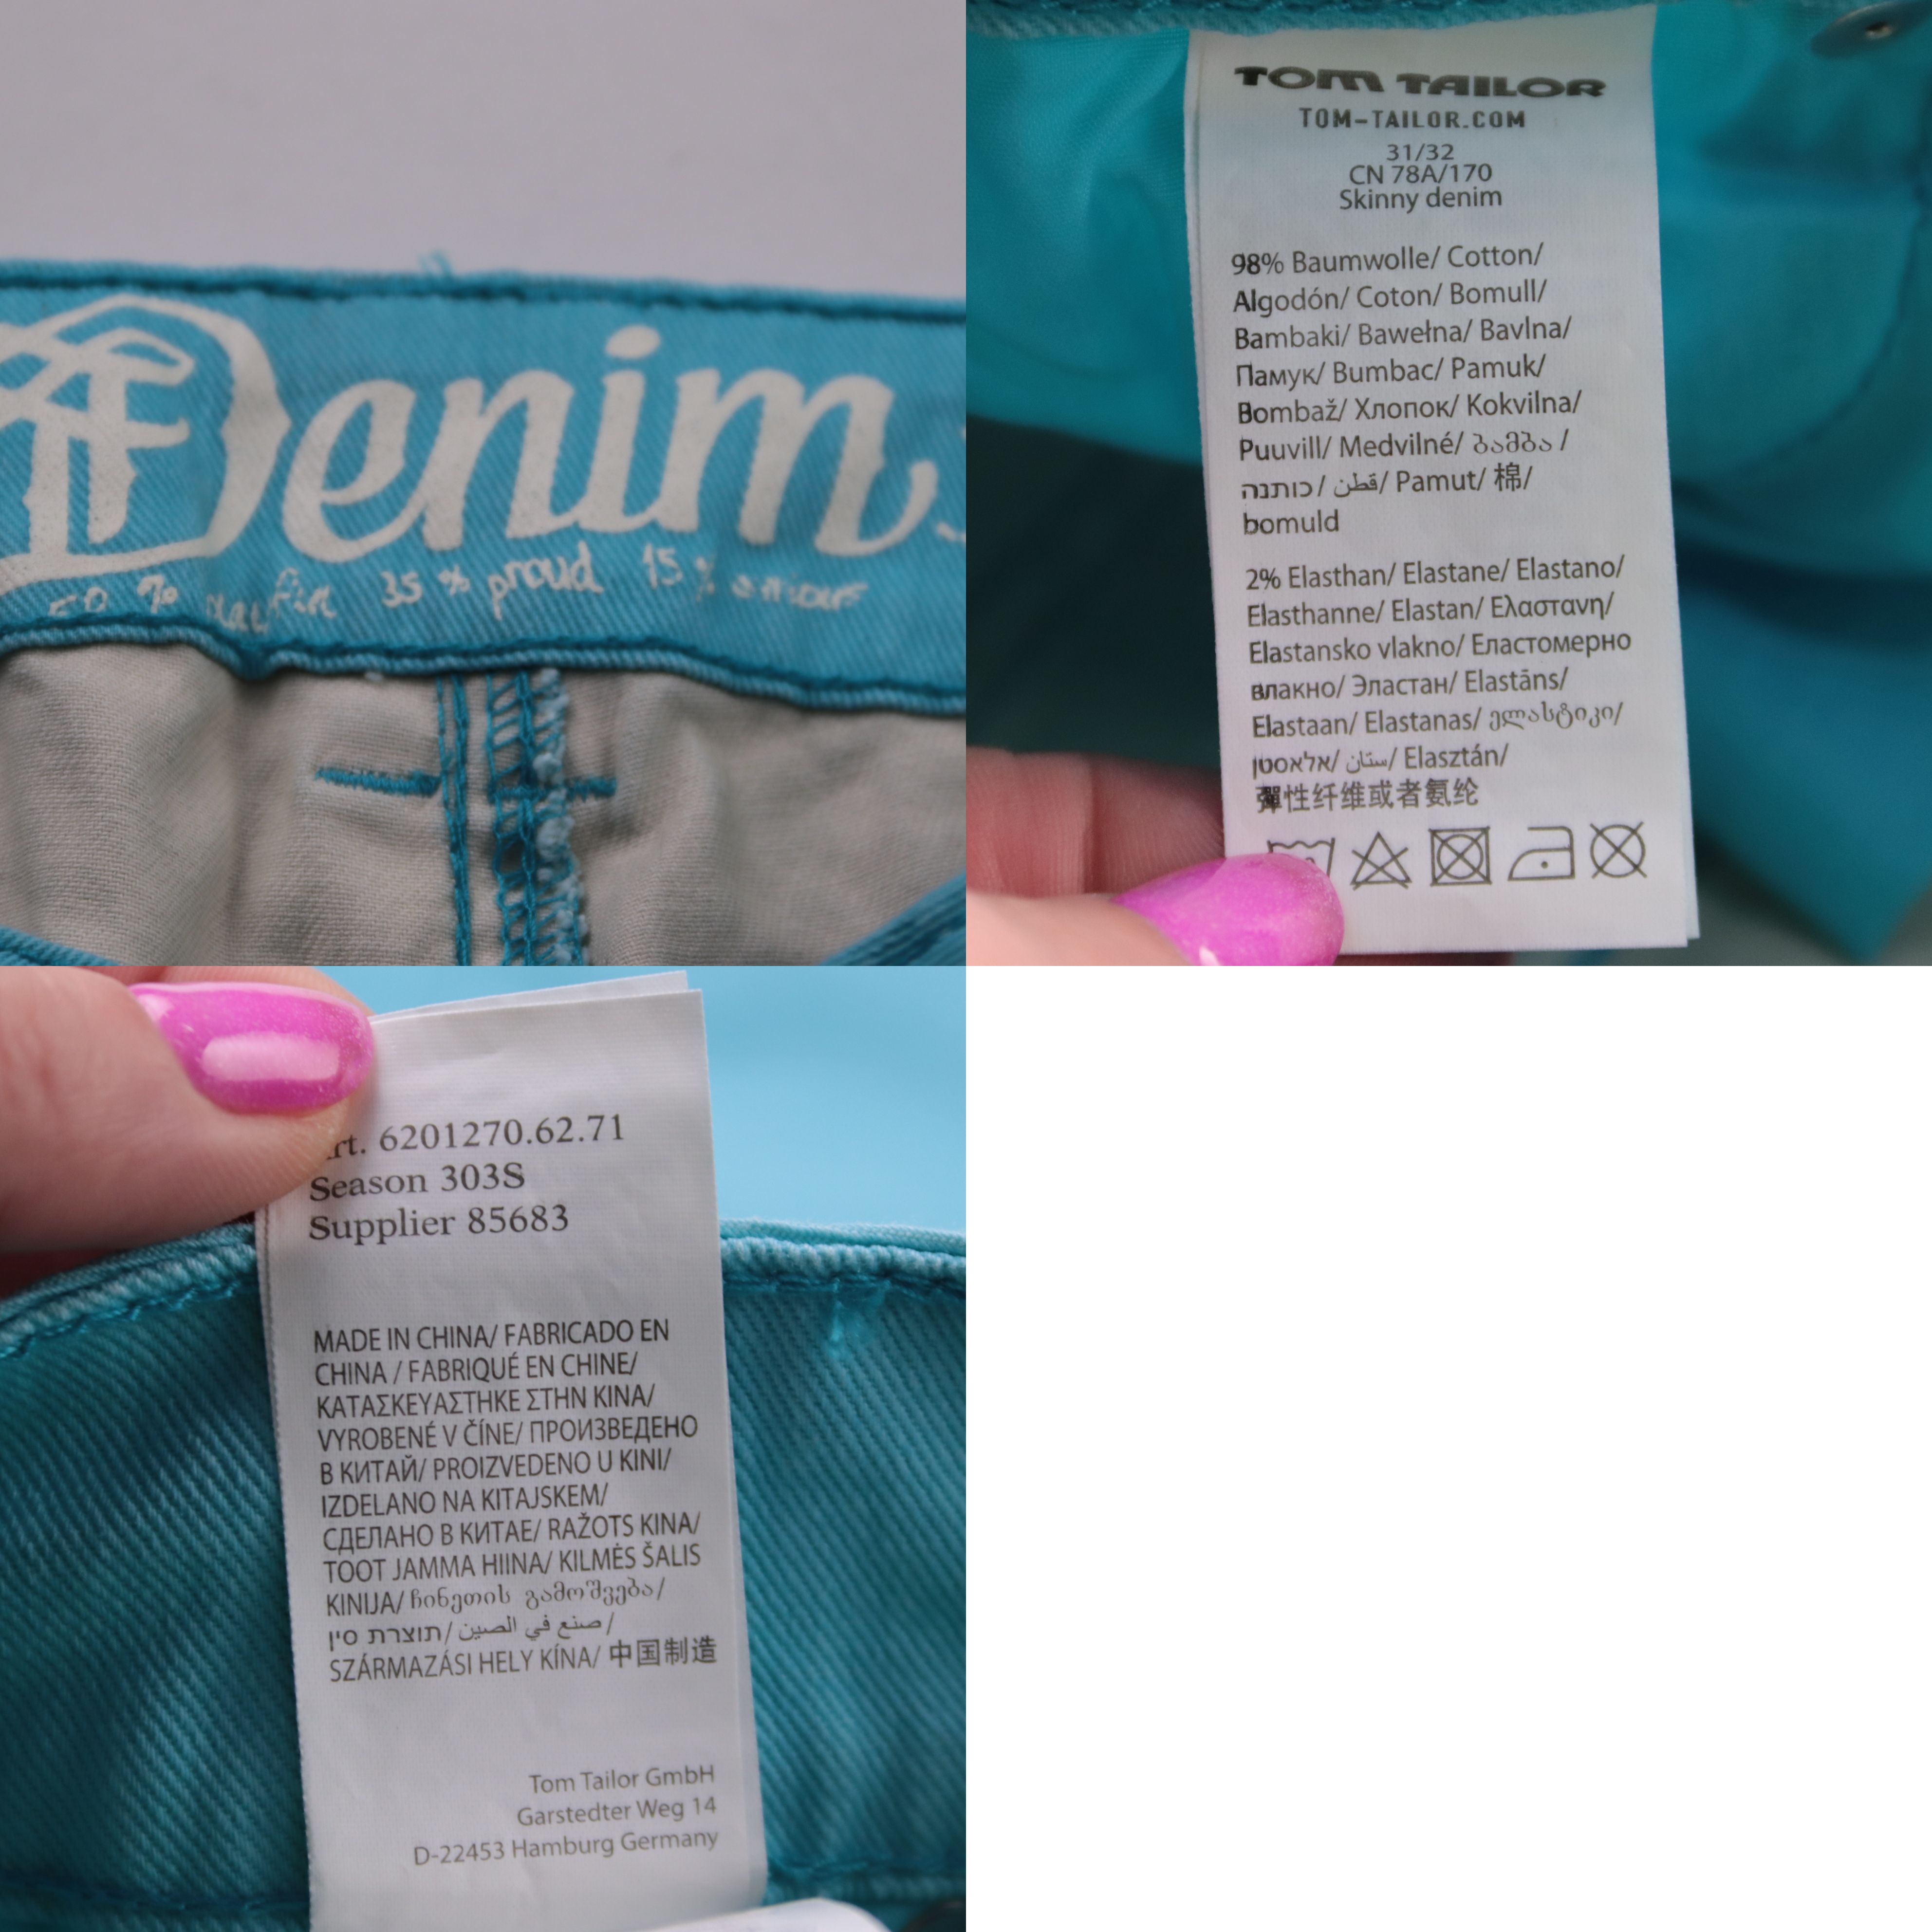 Denim
50 % 35 % proud 15 %
TOM TAILOR
TOM-TAILOR.COM
31/32
CN 78A/170
Skinny denim
98% Baumwolle/ Cotton/
Algodón/ Coton/ Bomull/
Bambaki/ Bawełna/ Bavlna/
Памук/ Bumbac/ Pamuk/
Bombaž/ Хлопок/ Kokvilna/
Puuvill/ Medvilné/ ბამბა /
כותנה / قطن/ Pamut/ 棉/
bomuld
2% Elasthan/ Elastane/ Elastano/
Elasthanne/ Elastan/ Ελαστανη/
Elastansko vlakno/ Еластомерно
влакно/ Эластан/ Elastāns/
Elastaan/ Elastanas/ ელასტიკი/
אלאסטן/ ستان/ Elasztán/
彈性纤维或者氨纶
6201270.62.71
Season 303S
Supplier 85683
MADE IN CHINA/ FABRICADO EN
CHINA / FABRIQUÉ EN CHINE/
ΚΑΤΑΣΚΕΥΑΣΤΗΚΕ ΣΤΗΝ ΚΙΝΑ/
VYROBENÉ V ČÍNE/ ПРОИЗВЕДЕНО
В КИТАЙ/ PROIZVEDENO U KINI/
IZDELANO NA KITAJSKEM/
СДЕЛАНО В КИТАЕ/ RAŽOTS KINA/
TOOT JAMMA HIINA/ KILMĖS ŠALIS
KINIJA/ ჩინეთის გამოშვება/
תוצרת סין/ صنع في الصين/
SZÁRMAZÁSI HELY KÍNA/ 中国制造
Tom Tailor GmbH
Garstedter Weg 14
D-22453 Hamburg Germany